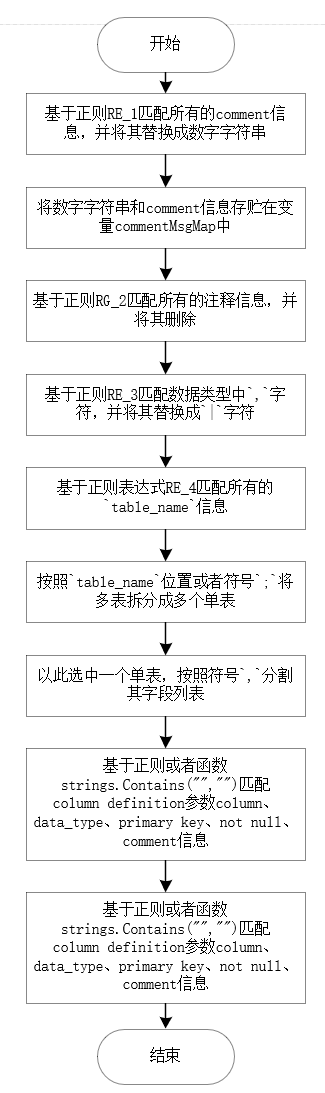 开始
基于正则RE_1匹配所有的comment信
息，并将其替换成数字字符串
将数字字符串和comment信息存贮在变
量commentMsgMap中
基于正则RG_2匹配所有的注释信息，并
将其删除
基于正则RE_3匹配数据类型中`,`字
符，并将其替换成`|`字符
基于正则表达式RE_4匹配所有的
`table_name`信息
按照`table_name`位置或者符号`;`将
多表拆分成多个单表
以此选中一个单表，按照符号`,`分割
其字段列表
基于正则或者函数
strings.Contains("","")匹配
column definition参数column、
data_type、primary key、not null、
comment信息
基于正则或者函数
strings.Contains("","")匹配
column definition参数column、
data_type、primary key、not null、
comment信息
结束